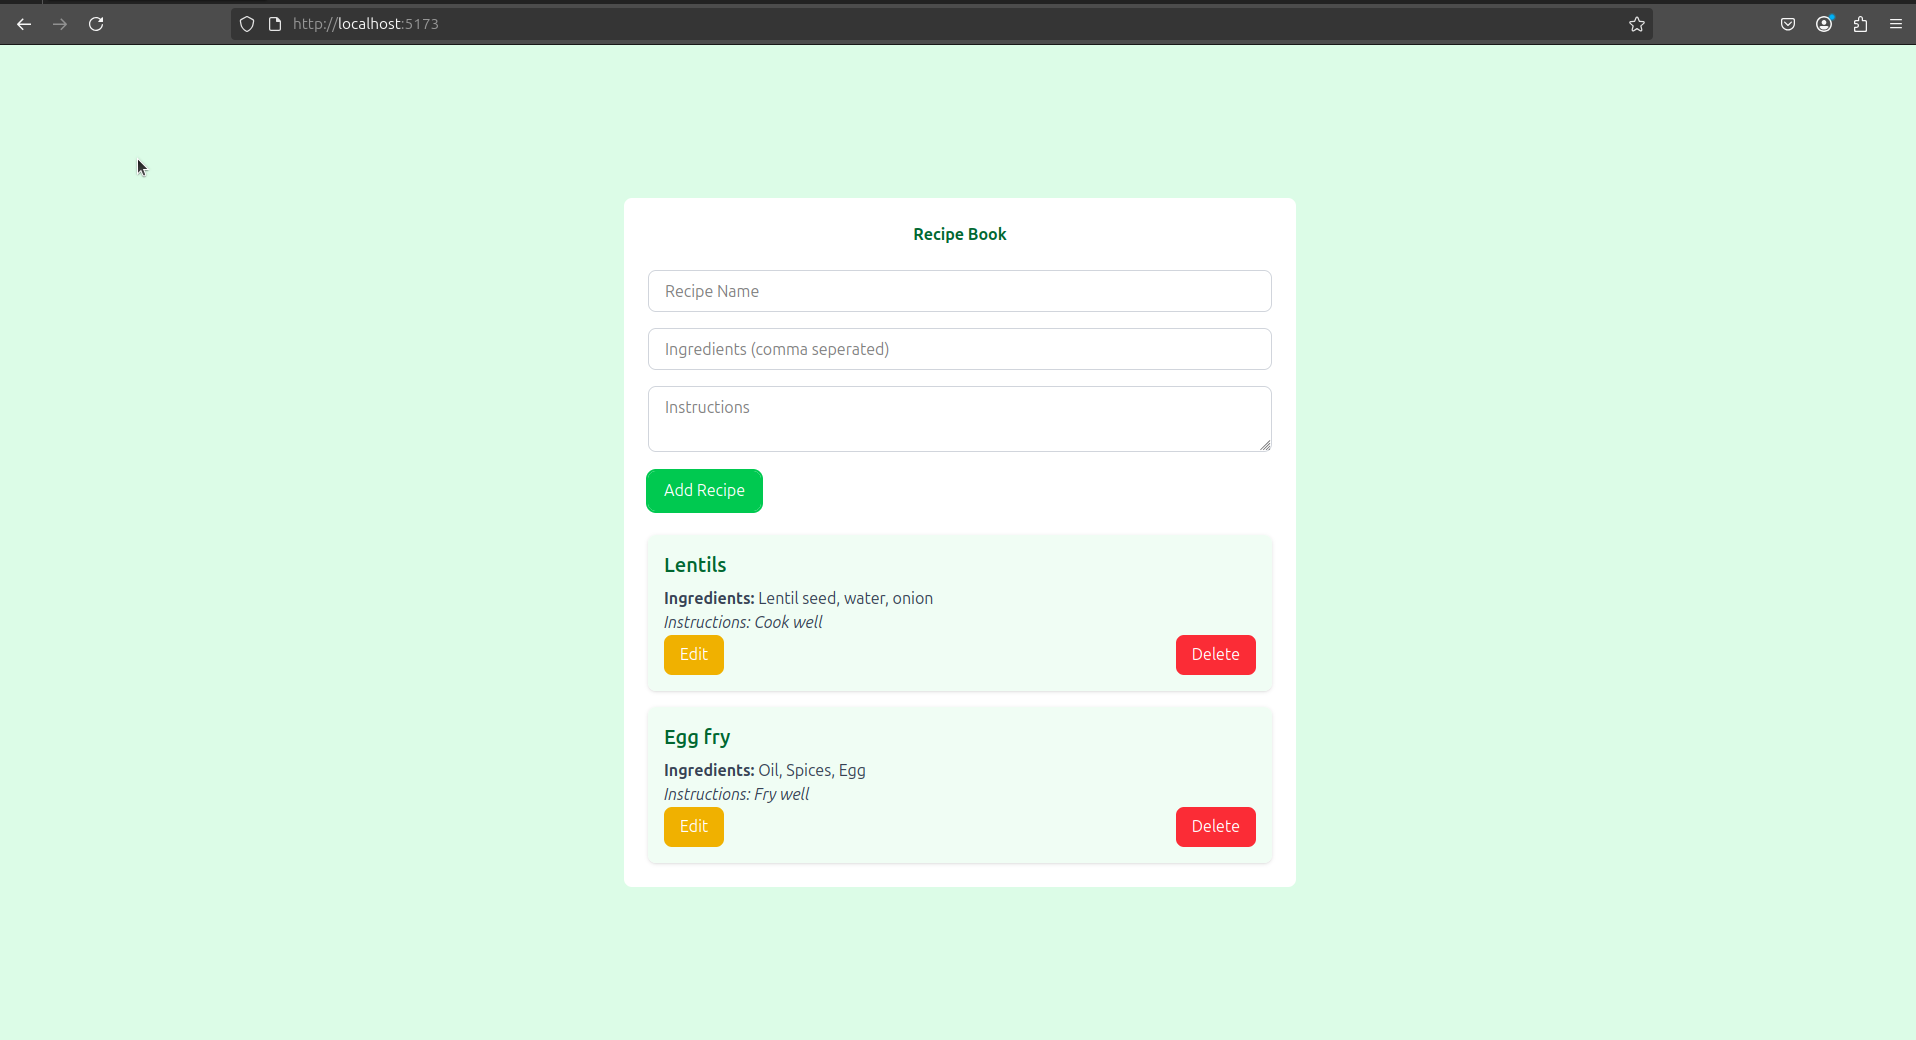 http://localhost:5173
Recipe Book
Recipe Name
Ingredients (comma seperated)
Instructions
Add Recipe
Lentils
Ingredients: Lentil seed, water, onion
Instructions: Cook well
Edit
Delete
Egg fry
Ingredients: Oil, Spices, Egg
Instructions: Fry well
Edit
Delete